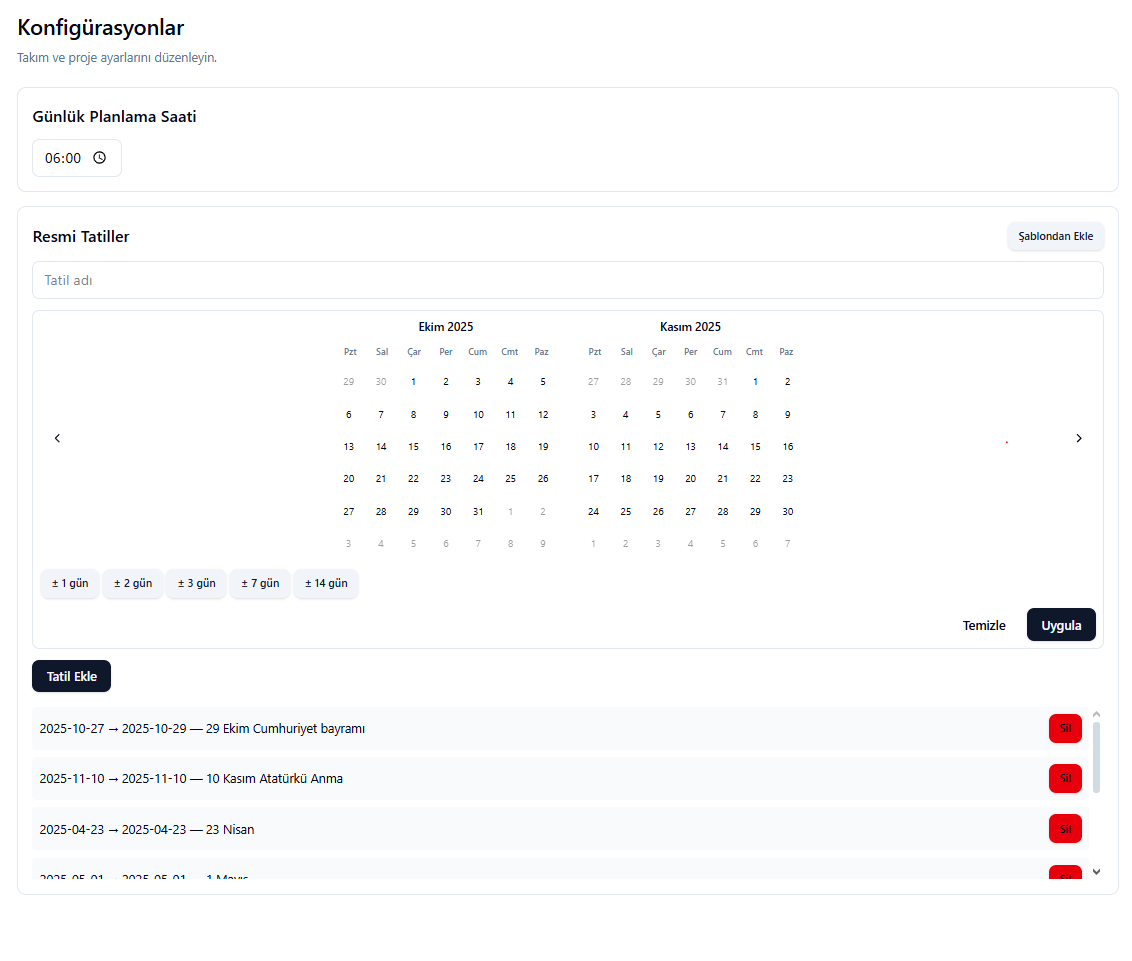 Konfigürasyonlar
Takım ve proje ayarlarını düzenleyin.
Günlük Planlama Saati
06:00
Resmi Tatiller
Şablondan Ekle
Tatil adı
Ekim 2025 Kasım 2025
Pzt Sal Çar Per Cum Cmt Paz Pzt Sal Çar Per Cum Cmt Paz
29 30 1 2 3 4 5 27 28 29 30 31 1 2
6 7 8 9 10 11 12 3 4 5 6 7 8 9
13 14 15 16 17 18 19 10 11 12 13 14 15 16
20 21 22 23 24 25 26 17 18 19 20 21 22 23
27 28 29 30 31 1 2 24 25 26 27 28 29 30
3 4 5 6 7 8 9 1 2 3 4 5 6 7
± 1 gün ± 2 gün ± 3 gün ± 7 gün ± 14 gün
Temizle Uygula
Tatil Ekle
2025-10-27 → 2025-10-29 — 29 Ekim Cumhuriyet bayramı Sil
2025-11-10 → 2025-11-10 — 10 Kasım Atatürkü Anma Sil
2025-04-23 → 2025-04-23 — 23 Nisan Sil
2025-05-01 → 2025-05-01 — 1 Mayıs Sil